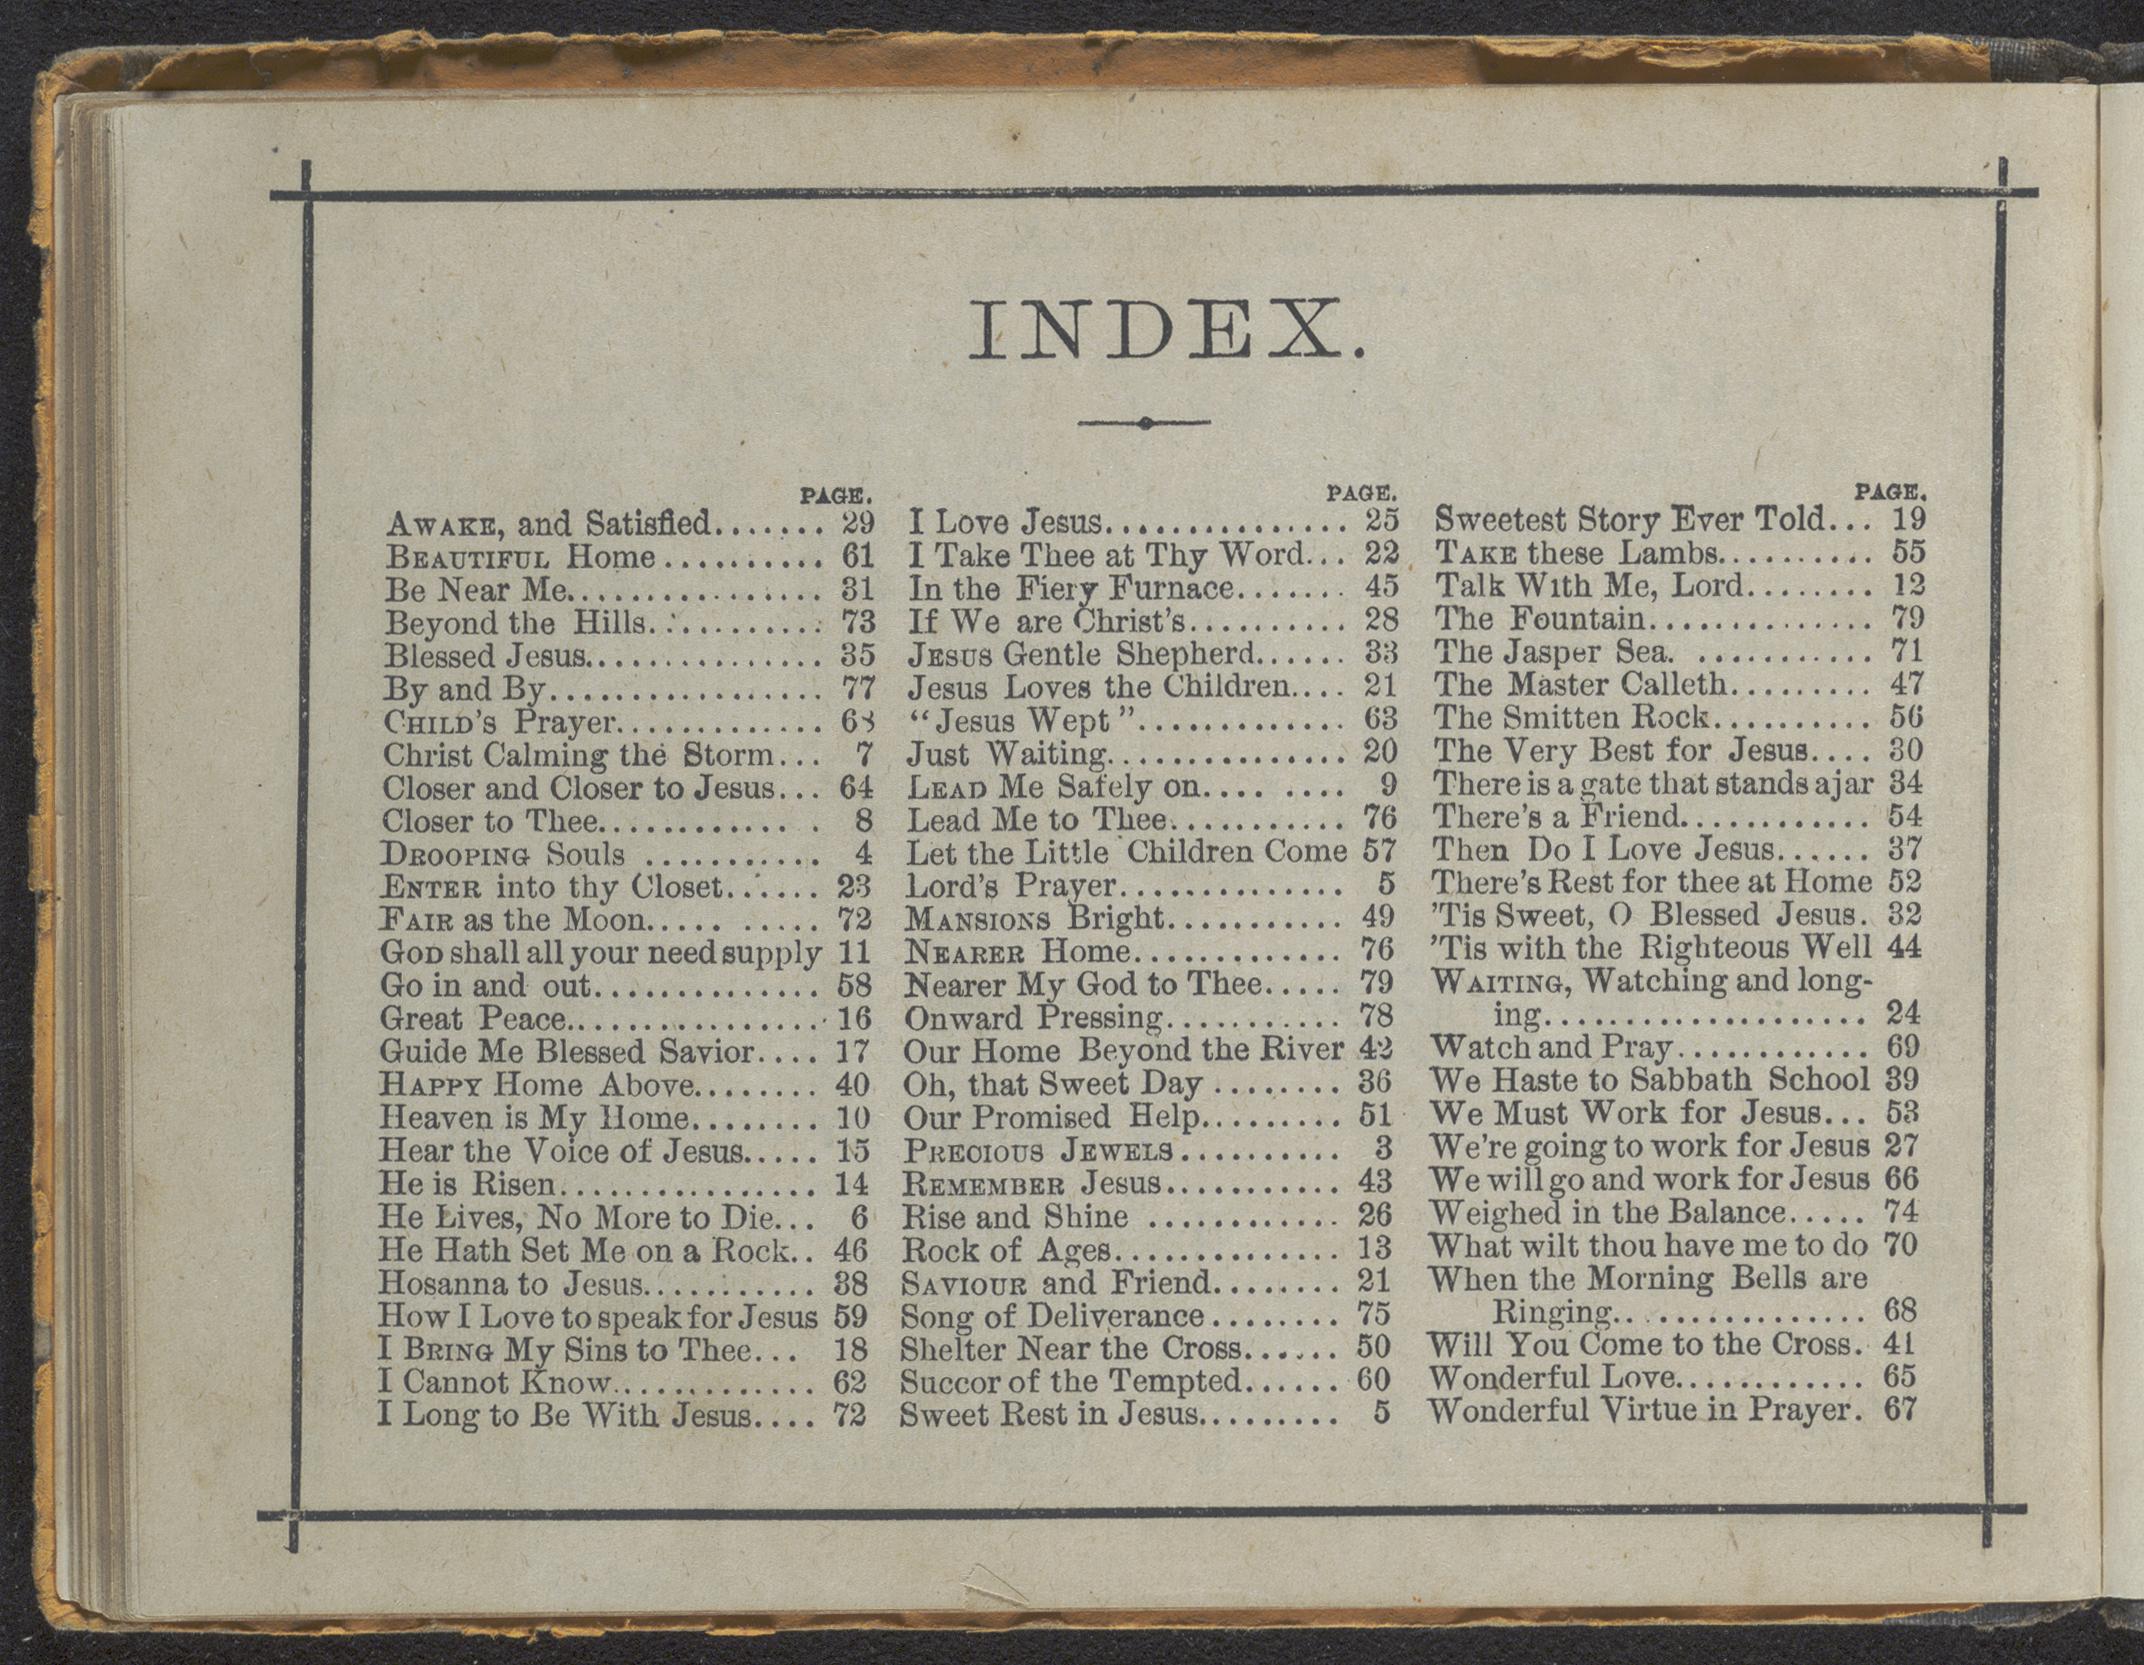 INDEX.
PAGE.
AWAKE, and Satisfied....... 29
BEAUTIFUL Home.......... 61
Be Near Me................ 31
Beyond the Hills........... 73
Blessed Jesus............... 35
By and By................. 77
CHILD's Prayer............. 68
Christ Calming the Storm... 7
Closer and Closer to Jesus... 64
Closer to Thee............. 8
DROOPING Souls ........... 4
ENTER into thy Closet...... 23
FAIR as the Moon..... ..... 72
GOD shall all your need supply 11
Go in and out.............. 58
Great Peace................ 16
Guide Me Blessed Savior.... 17
HAPPY Home Above........ 40
Heaven is My Home........ 10
Hear the Voice of Jesus..... 15
He is Risen................ 14
He Lives, No More to Die... 6
He Hath Set Me on a Rock.. 46
Hosanna to Jesus........... 38
How I Love to speak for Jesus 59
I BRING My Sins to Thee... 18
I Cannot Know............. 62
I Long to Be With Jesus.... 72
PAGE.
I Love Jesus............... 25
I Take Thee at Thy Word... 22
In the Fiery Furnace....... 45
If We are Christ's.......... 28
JESUS Gentle Shepherd...... 33
Jesus Loves the Children.... 21
"Jesus Wept"............. 63
Just Waiting............... 20
LEAD Me Safely on.... .... 9
Lead Me to Thee........... 76
Let the Little Children Come 57
Lord's Prayer.............. 5
MANSIONS Bright........... 49
NEARER Home............. 76
Nearer My God to Thee..... 79
Onward Pressing........... 78
Our Home Beyond the River 42
Oh, that Sweet Day ........ 36
Our Promised Help......... 51
PRECIOUS JEWELS.......... 3
REMEMBER Jesus........... 43
Rise and Shine ............ 26
Rock of Ages.............. 13
SAVIOUR and Friend........ 21
Song of Deliverance........ 75
Shelter Near the Cross...... 50
Succor of the Tempted...... 60
Sweet Rest in Jesus......... 5
PAGE.
Sweetest Story Ever Told... 19
TAKE these Lambs.......... 55
Talk With Me, Lord........ 12
The Fountain.............. 79
The Jasper Sea. ........... 71
The Master Calleth......... 47
The Smitten Rock.......... 56
The Very Best for Jesus.... 30
There is a gate that stands ajar 34
There's a Friend............ 54
Then Do I Love Jesus...... 37
There's Rest for thee at Home 52
'Tis Sweet, O Blessed Jesus. 32
'Tis with the Righteous Well 44
WAITING, Watching and long-
ing.................... 24
Watch and Pray............ 69
We Haste to Sabbath School 39
We Must Work for Jesus... 53
We're going to work for Jesus 27
We will go and work for Jesus 66
Weighed in the Balance..... 74
What wilt thou have me to do 70
When the Morning Bells are
Ringing................ 68
Will You Come to the Cross. 41
Wonderful Love............ 65
Wonderful Virtue in Prayer. 67